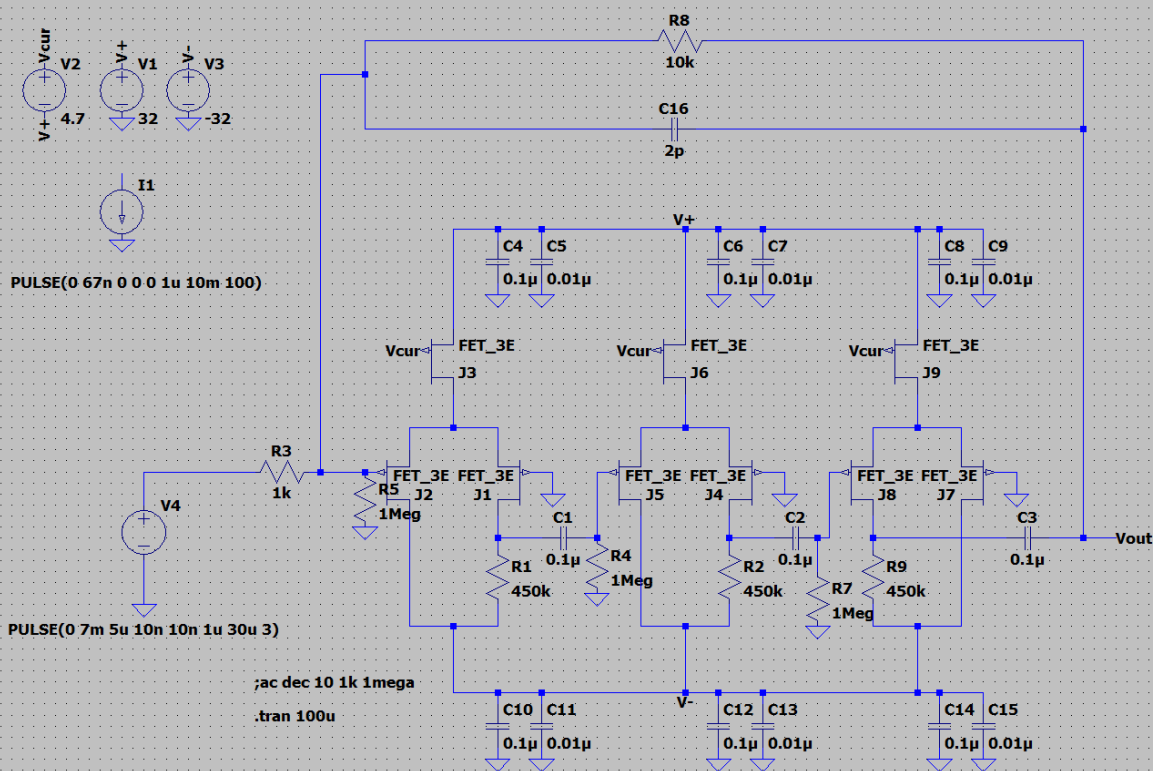 R8
10k
C16
2p
Vcur
V2
V+
4.7
V+
V1
32
V-
V3
-32
I1
PULSE(0 67n 0 0 0 1u 10m 100)
V+
C4
0.1µ
C5
0.01µ
C6
0.1µ
C7
0.01µ
C8
0.1µ
C9
0.01µ
Vcur
FET_3E
J3
Vcur
FET_3E
J6
Vcur
FET_3E
J9
R3
1k
FET_3E
J2
FET_3E
J1
FET_3E
J5
FET_3E
J4
FET_3E
J8
FET_3E
J7
R5
1Meg
V4
PULSE(0 7m 5u 10n 10n 1u 30u 3)
C1
0.1µ
R1
450k
R4
1Meg
C2
0.1µ
R2
450k
R7
1Meg
R9
450k
C3
0.1µ
Vout
;ac dec 10 1k 1mega
.tran 100u
V-
C10
0.1µ
C11
0.01µ
C12
0.1µ
C13
0.01µ
C14
0.1µ
C15
0.01µ